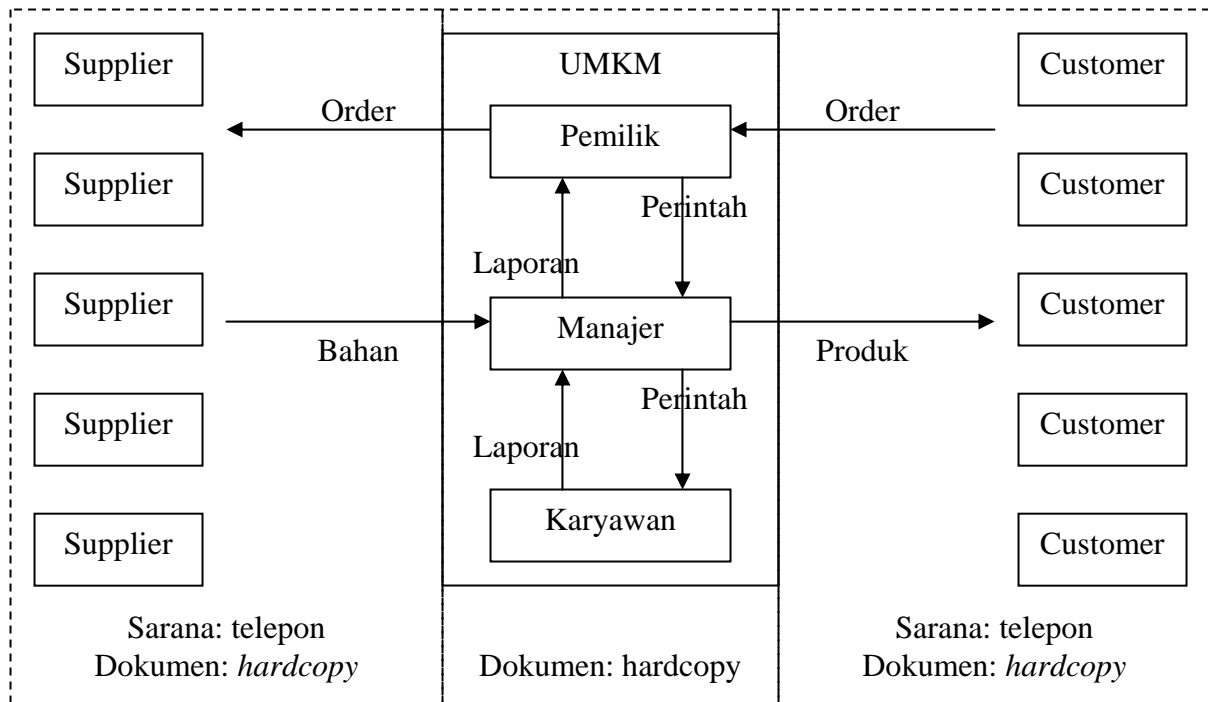 Supplier
UMKM
Customer
Order
Order
Pemilik
Supplier
Customer
Perintah
Laporan
Supplier
Manajer
Customer
Bahan
Produk
Perintah
Supplier
Customer
Laporan
Karyawan
Supplier
Customer
Sarana: telepon
Dokumen: hardcopy
Dokumen: hardcopy
Sarana: telepon
Dokumen: hardcopy